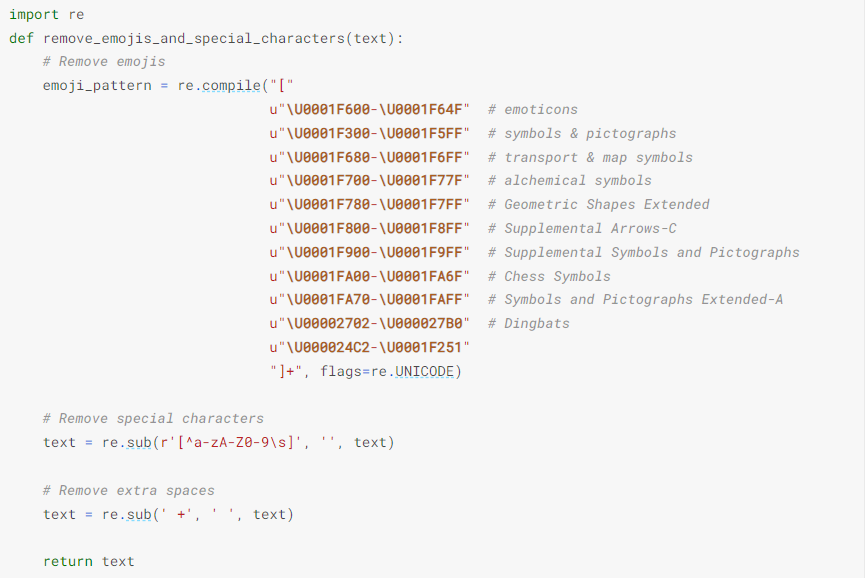 import re
def remove_emojis_and_special_characters(text):
    # Remove emojis
    emoji_pattern = re.compile("["
                               u"\U0001F600-\U0001F64F"  # emoticons
                               u"\U0001F300-\U0001F5FF"  # symbols & pictographs
                               u"\U0001F680-\U0001F6FF"  # transport & map symbols
                               u"\U0001F700-\U0001F77F"  # alchemical symbols
                               u"\U0001F780-\U0001F7FF"  # Geometric Shapes Extended
                               u"\U0001F800-\U0001F8FF"  # Supplemental Arrows-C
                               u"\U0001F900-\U0001F9FF"  # Supplemental Symbols and Pictographs
                               u"\U0001FA00-\U0001FA6F"  # Chess Symbols
                               u"\U0001FA70-\U0001FAFF"  # Symbols and Pictographs Extended-A
                               u"\U00002702-\U000027B0"  # Dingbats
                               u"\U000024C2-\U0001F251"
                               "]+", flags=re.UNICODE)
    # Remove special characters
    text = re.sub(r'[^a-zA-Z0-9\s]', '', text)
    # Remove extra spaces
    text = re.sub(' +', ' ', text)
    return text